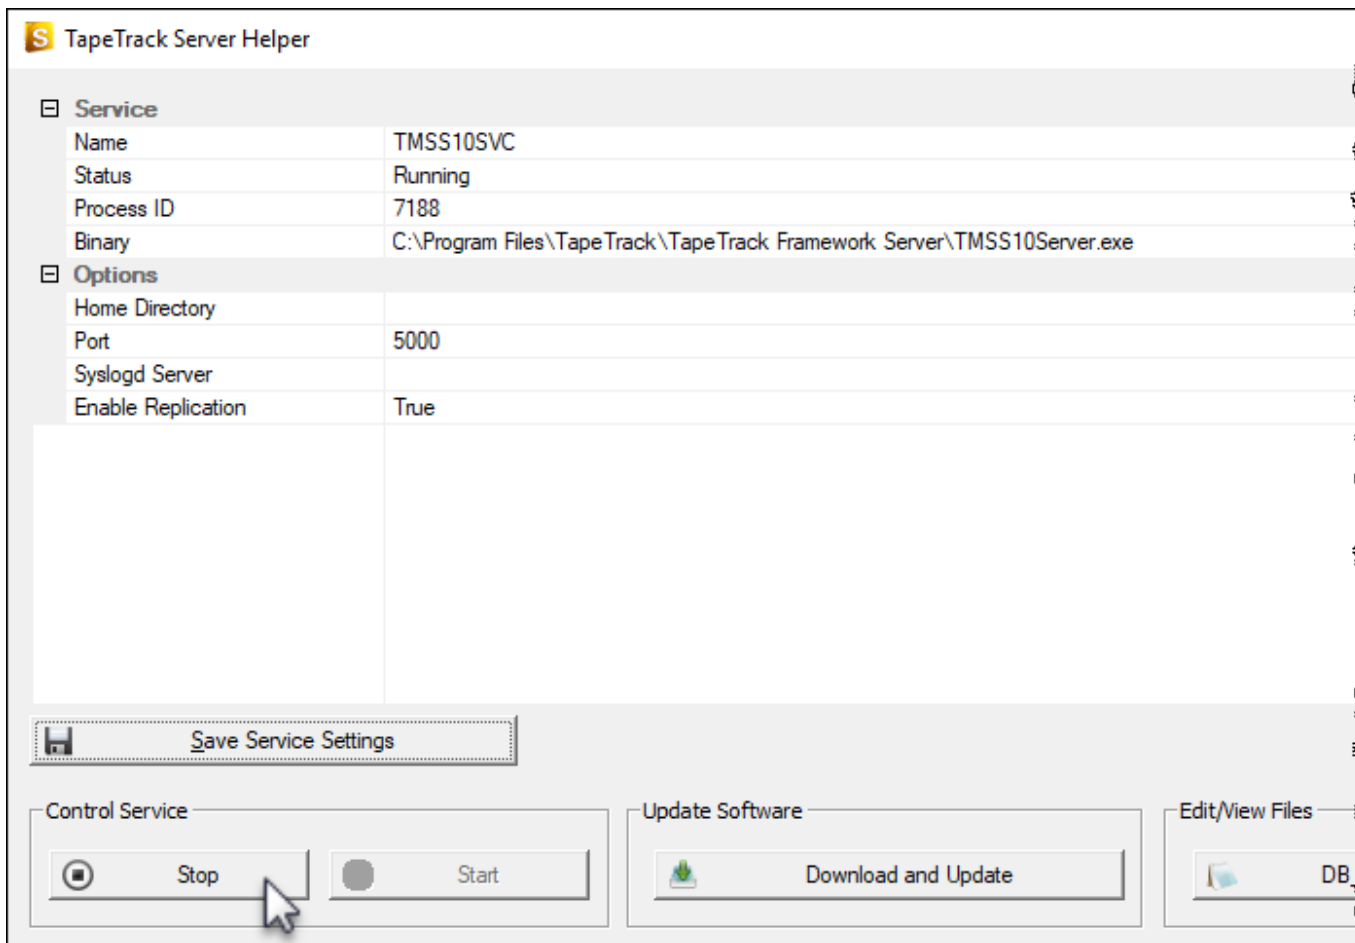 S TapeTrack Server Helper
Service
Name TMSS10SVC
Status Running
Process ID 7188
Binary C:\Program Files\TapeTrack\TapeTrack Framework Server\TMSS10Server.exe
Options
Home Directory
Port 5000
Syslogd Server
Enable Replication True
Save Service Settings
Control Service Update Software Edit/View Files
Stop Start Download and Update DB_